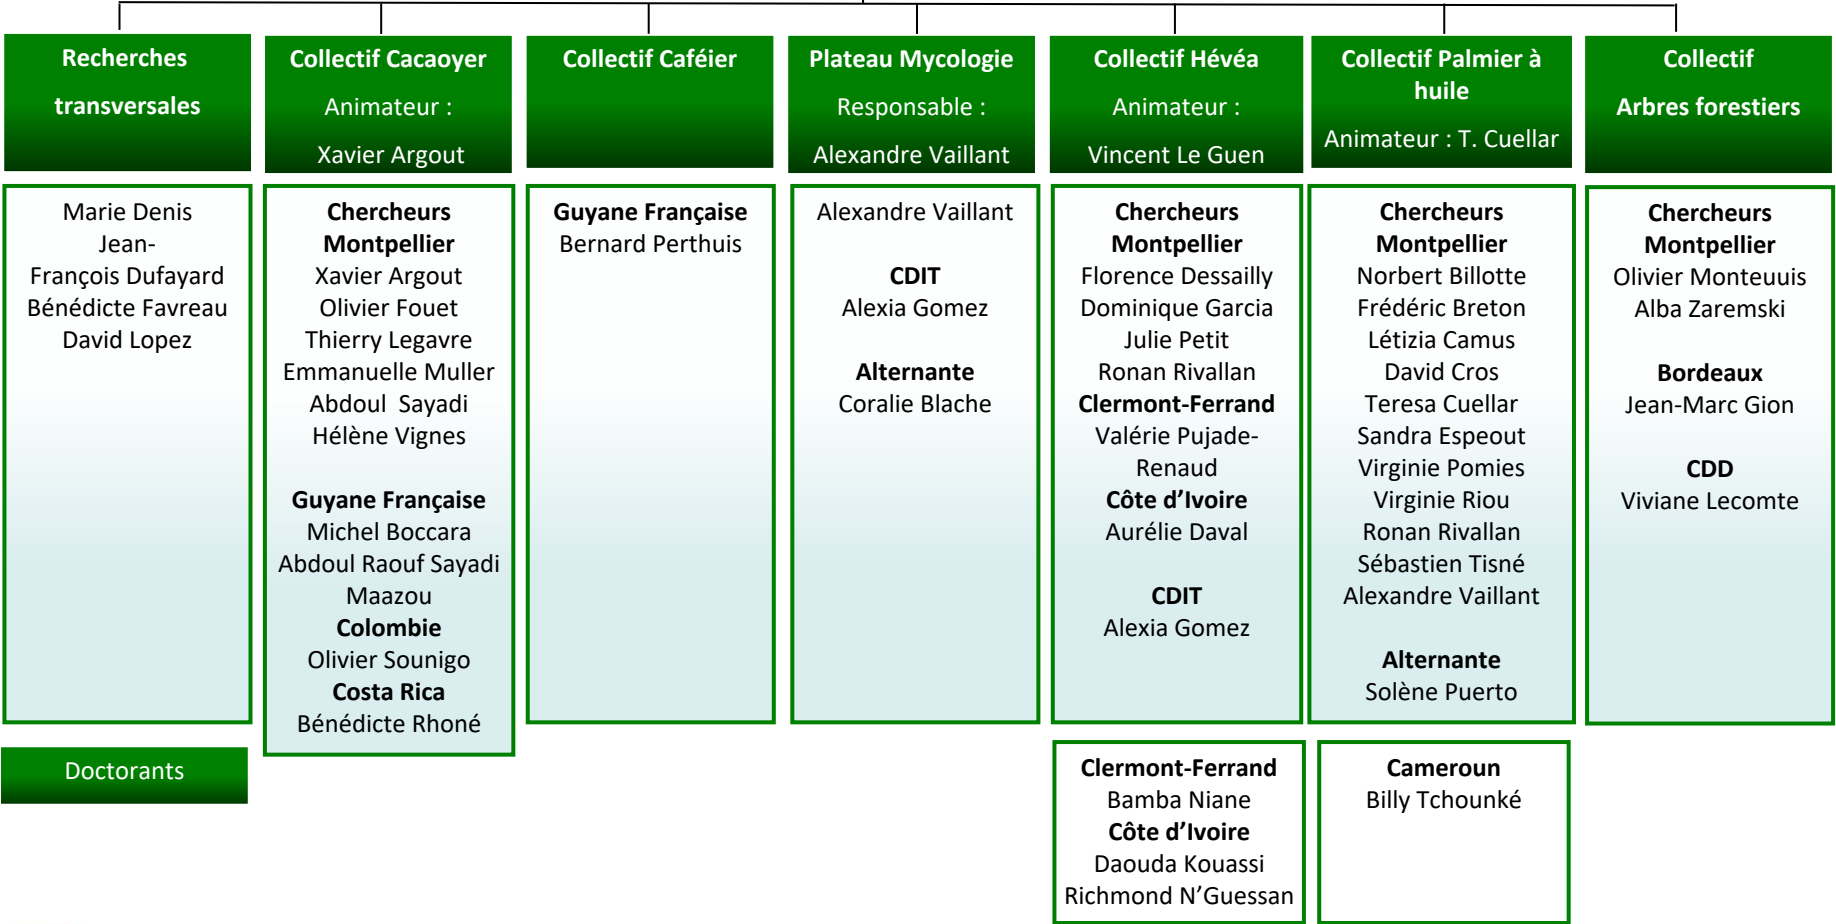 Recherches
transversales
Collectif Cacaoyer
Animateur :
Xavier Argout
Collectif Caféier
Plateau Mycologie
Responsable :
Alexandre Vaillant
Collectif Hévéa
Animateur :
Vincent Le Guen
Collectif Palmier à
huile
Animateur : T. Cuellar
Collectif
Arbres forestiers
Marie Denis
Jean-
François Dufayard
Bénédicte Favreau
David Lopez
Chercheurs
Montpellier
Xavier Argout
Olivier Fouet
Thierry Legavre
Emmanuelle Muller
Abdoul Sayadi
Hélène Vignes
Guyane Française
Michel Boccara
Abdoul Raouf Sayadi
Maazou
Colombie
Olivier Sounigo
Costa Rica
Bénédicte Rhoné
Guyane Française
Bernard Perthuis
Alexandre Vaillant
CDIT
Alexia Gomez
Alternante
Coralie Blache
Chercheurs
Montpellier
Florence Dessailly
Dominique Garcia
Julie Petit
Ronan Rivallan
Clermont-Ferrand
Valérie Pujade-
Renaud
Côte d’Ivoire
Aurélie Daval
CDIT
Alexia Gomez
Chercheurs
Montpellier
Norbert Billotte
Frédéric Breton
Létizia Camus
David Cros
Teresa Cuellar
Sandra Espeout
Virginie Pomies
Virginie Riou
Ronan Rivallan
Sébastien Tisné
Alexandre Vaillant
Alternante
Solène Puerto
Chercheurs
Montpellier
Olivier Monteuuis
Alba Zaremski
Bordeaux
Jean-Marc Gion
CDD
Viviane Lecomte
Doctorants
Clermont-Ferrand
Bamba Niane
Côte d’Ivoire
Daouda Kouassi
Richmond N’Guessan
Cameroun
Billy Tchounké